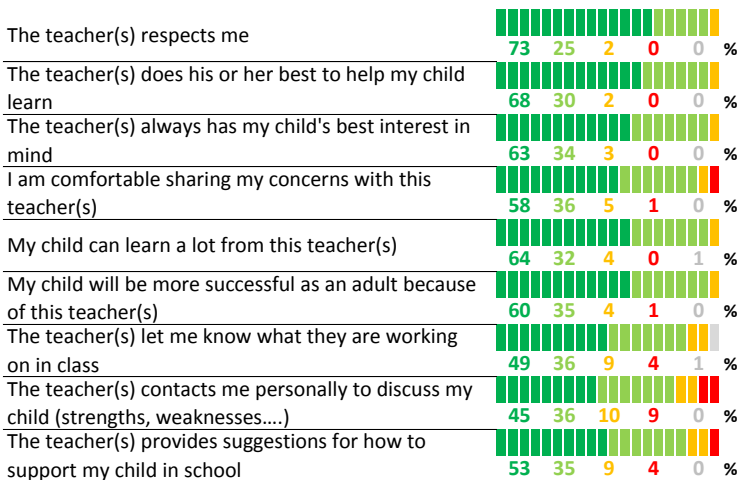 The teacher(s) respects me
73 25 2 0 0 %
The teacher(s) does his or her best to help my child
learn
68 30 2 0 0 %
The teacher(s) always has my child's best interest in
mind
63 34 3 0 0 %
I am comfortable sharing my concerns with this
teacher(s)
58 36 5 1 0 %
My child can learn a lot from this teacher(s)
64 32 4 0 1 %
My child will be more successful as an adult because
of this teacher(s)
60 35 4 1 0 %
The teacher(s) let me know what they are working
on in class
49 36 9 4 1 %
The teacher(s) contacts me personally to discuss my
child (strengths, weaknesses....)
45 36 10 9 0 %
The teacher(s) provides suggestions for how to
support my child in school
53 35 9 4 0 %